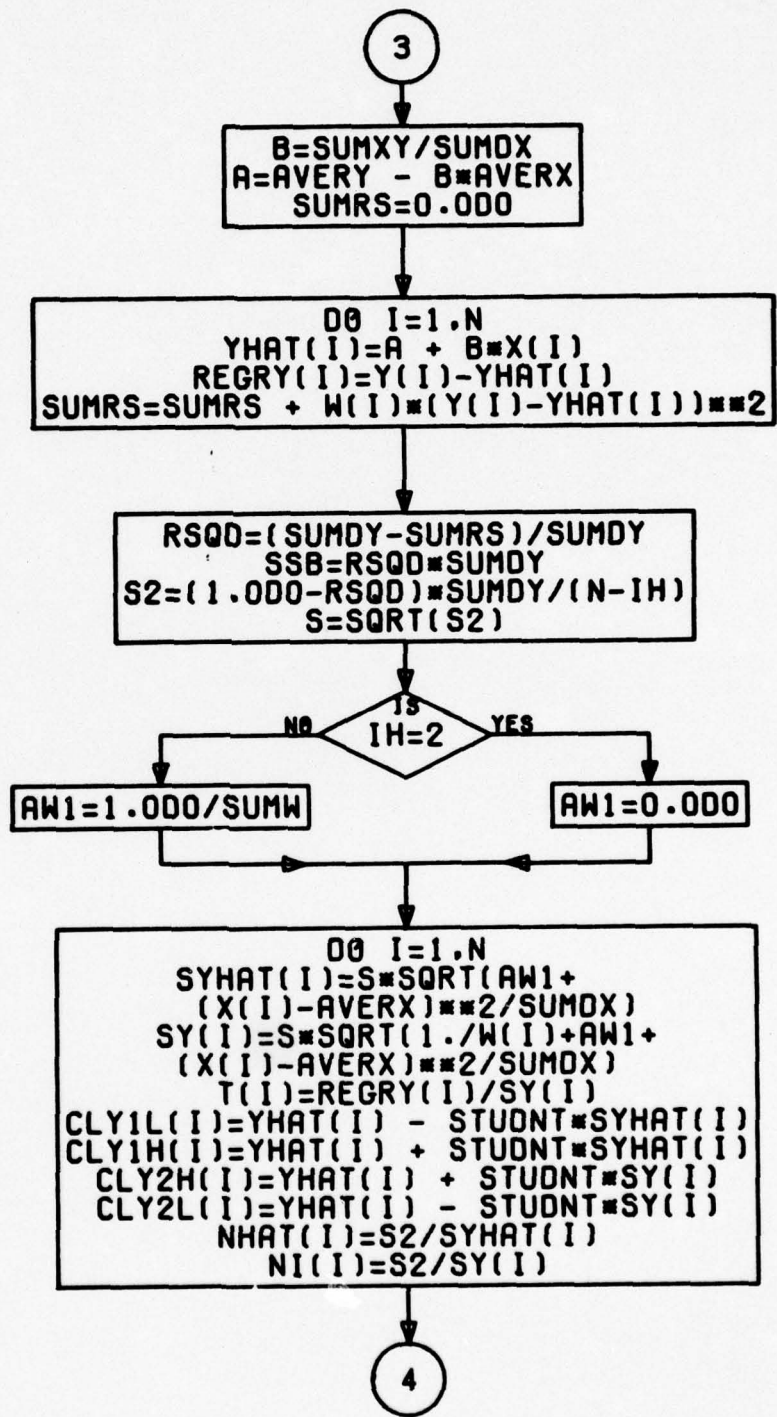 3
B=SUMXY/SUMDX
A=AVERY - B*AVERX
SUMRS=0.0D0
DO I=1,N
YHAT(I)=A + B*X(I)
REGRY(I)=Y(I)-YHAT(I)
SUMRS=SUMRS + W(I)*(Y(I)-YHAT(I))**2
RSQD=(SUMDY-SUMRS)/SUMDY
SSB=RSQD*SUMDY
S2=(1.0D0-RSQD)*SUMDY/(N-IH)
S=SQRT(S2)
IS
NO IH=2 YES
AW1=1.0D0/SUMW AW1=0.0D0
DO I=1,N
SYHAT(I)=S*SQRT(AW1+
(X(I)-AVERX)**2/SUMDX)
SY(I)=S*SQRT(1./W(I)+AW1+
(X(I)-AVERX)**2/SUMDX)
T(I)=REGRY(I)/SY(I)
CLY1L(I)=YHAT(I) - STUDNT*SYHAT(I)
CLY1H(I)=YHAT(I) + STUDNT*SYHAT(I)
CLY2H(I)=YHAT(I) + STUDNT*SY(I)
CLY2L(I)=YHAT(I) - STUDNT*SY(I)
NHAT(I)=S2/SYHAT(I)
NI(I)=S2/SY(I)
4